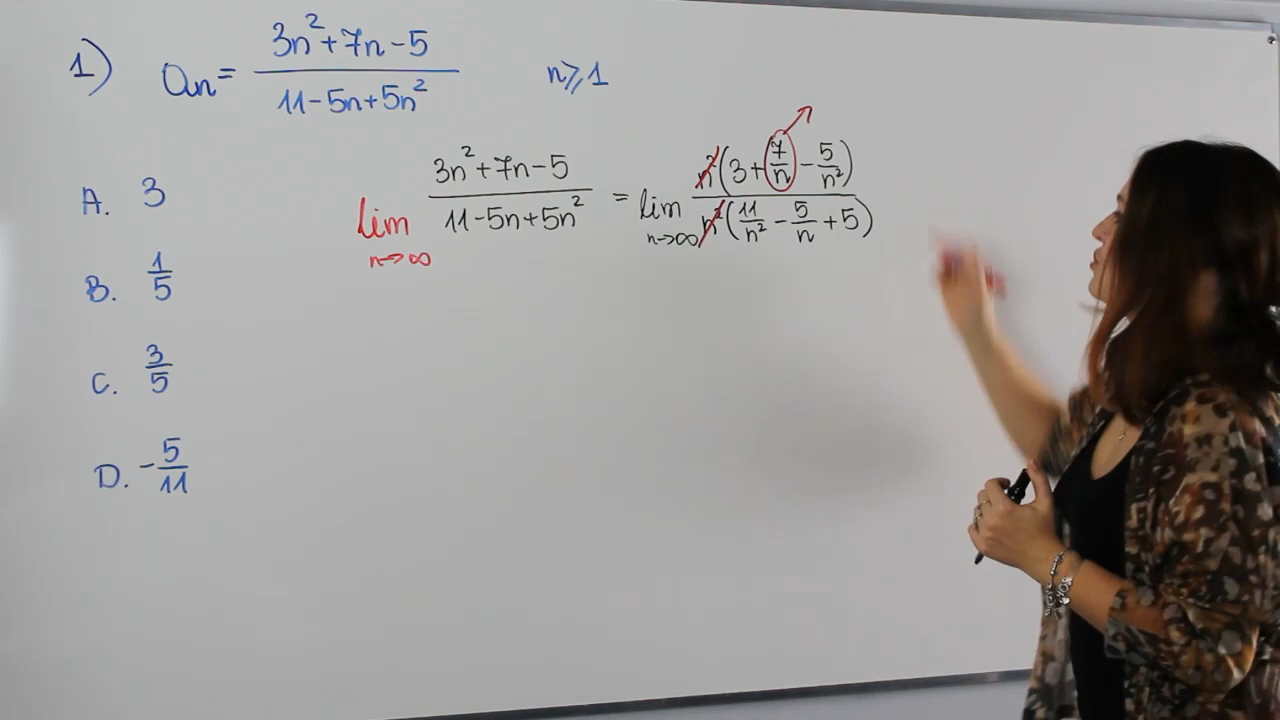 1) an = 3n²+7n-5 / 11-5n+5n² n⩾1
lim n→∞ 3n²+7n-5 / 11-5n+5n² = lim n→∞ n²(3+7/n-5/n²) / n²(11/n²-5/n+5)
A. 3
B. 1/5
C. 3/5
D. -5/11